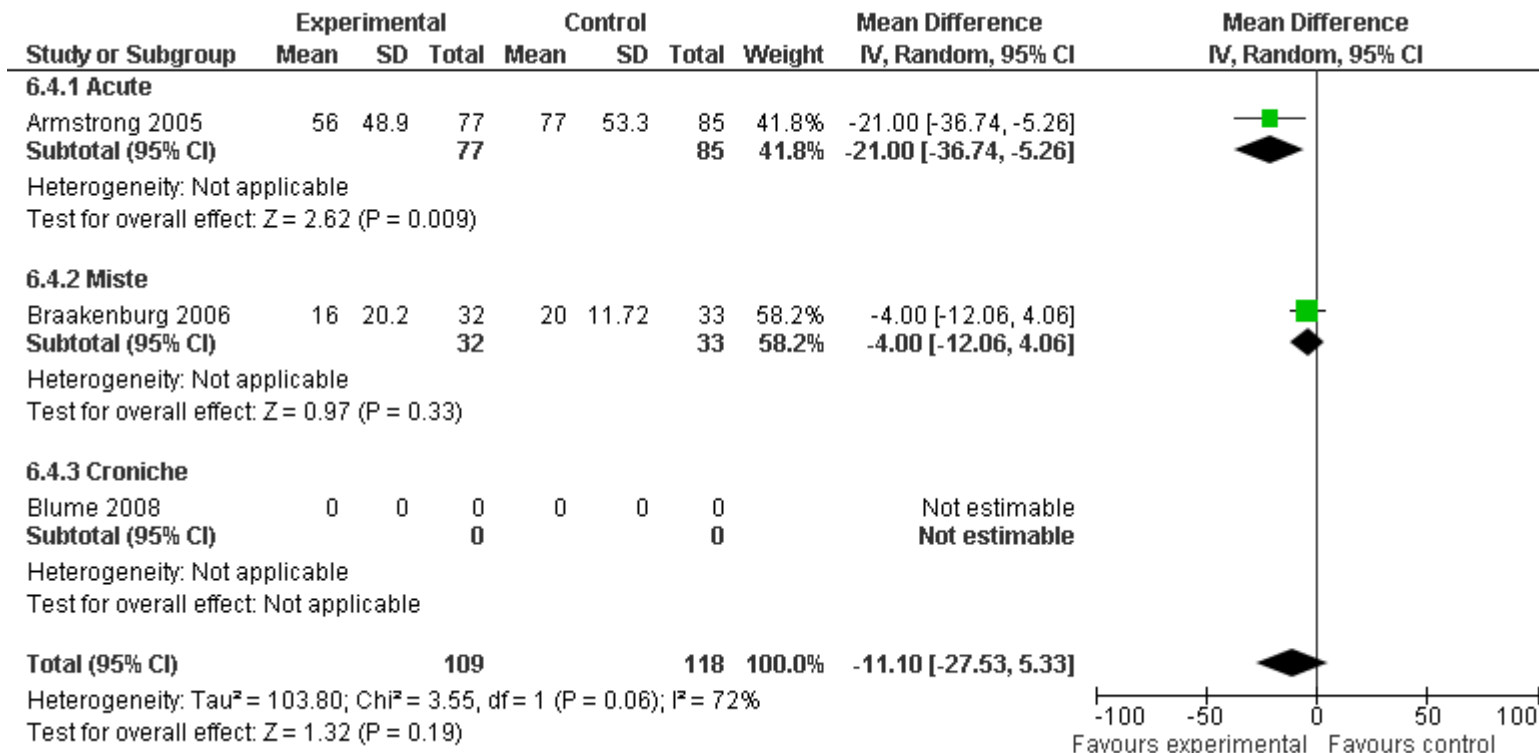 Experimental Control Mean Difference Mean Difference
Study or Subgroup Mean SD Total Mean SD Total Weight IV, Random, 95% CI IV, Random, 95% CI
6.4.1 Acute
Armstrong 2005 56 48.9 77 77 53.3 85 41.8% -21.00 [-36.74, -5.26]
Subtotal (95% CI) 77 85 41.8% -21.00 [-36.74, -5.26]
Heterogeneity: Not applicable
Test for overall effect: Z = 2.62 (P = 0.009)
6.4.2 Miste
Braakenburg 2006 16 20.2 32 20 11.72 33 58.2% -4.00 [-12.06, 4.06]
Subtotal (95% CI) 32 33 58.2% -4.00 [-12.06, 4.06]
Heterogeneity: Not applicable
Test for overall effect: Z = 0.97 (P = 0.33)
6.4.3 Croniche
Blume 2008 0 0 0 0 0 0 Not estimable
Subtotal (95% CI) 0 0 Not estimable
Heterogeneity: Not applicable
Test for overall effect: Not applicable
Total (95% CI) 109 118 100.0% -11.10 [-27.53, 5.33]
Heterogeneity: Tau² = 103.80; Chi² = 3.55, df = 1 (P = 0.06); I² = 72%
Test for overall effect: Z = 1.32 (P = 0.19)
-100 -50 0 50 100
Favours experimental Favours control